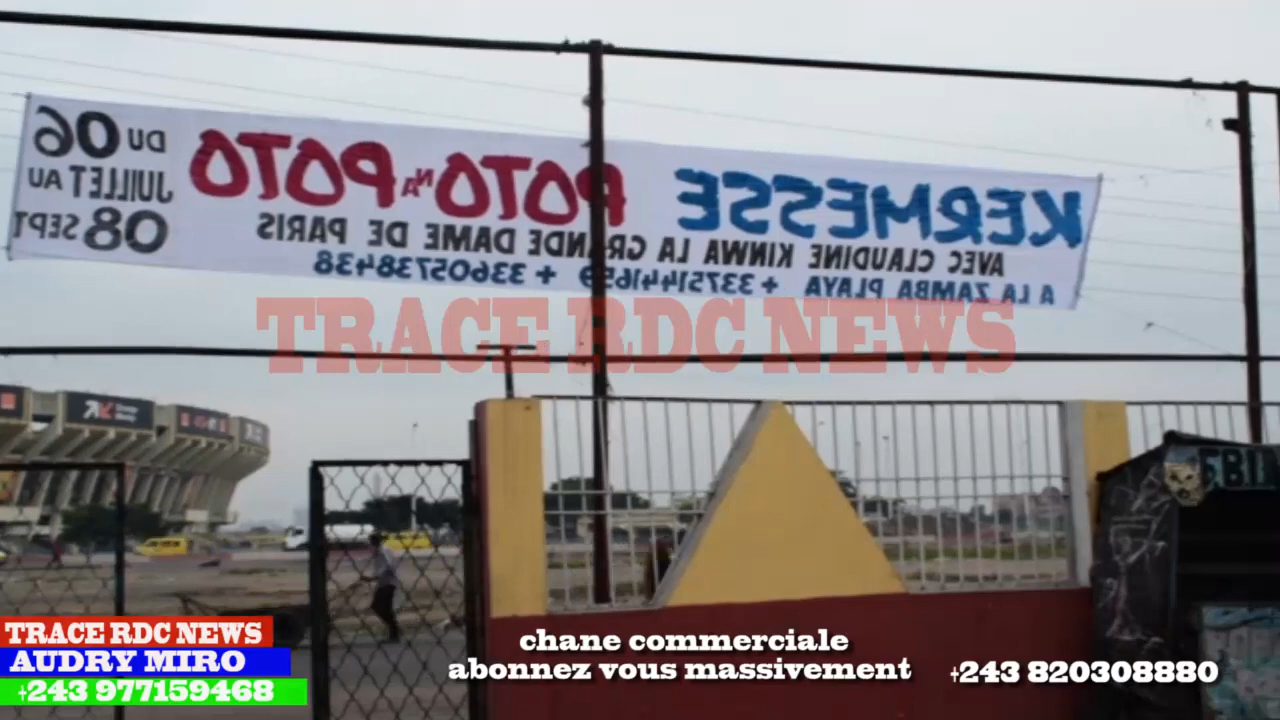 KERMESSE POTO NA POTO
AVEC CLAUDINE KINWA LA GRANDE DAME DE PARIS
A LA ZAMBA PLAYA + 33751441659 + 33605738438
DU 06
JUILLET AU
08 SEPT
TRACE RDC NEWS
TRACE RDC NEWS
AUDRY MIRO
+243 977159468
chane commerciale
abonnez vous massivement
+243 820308880